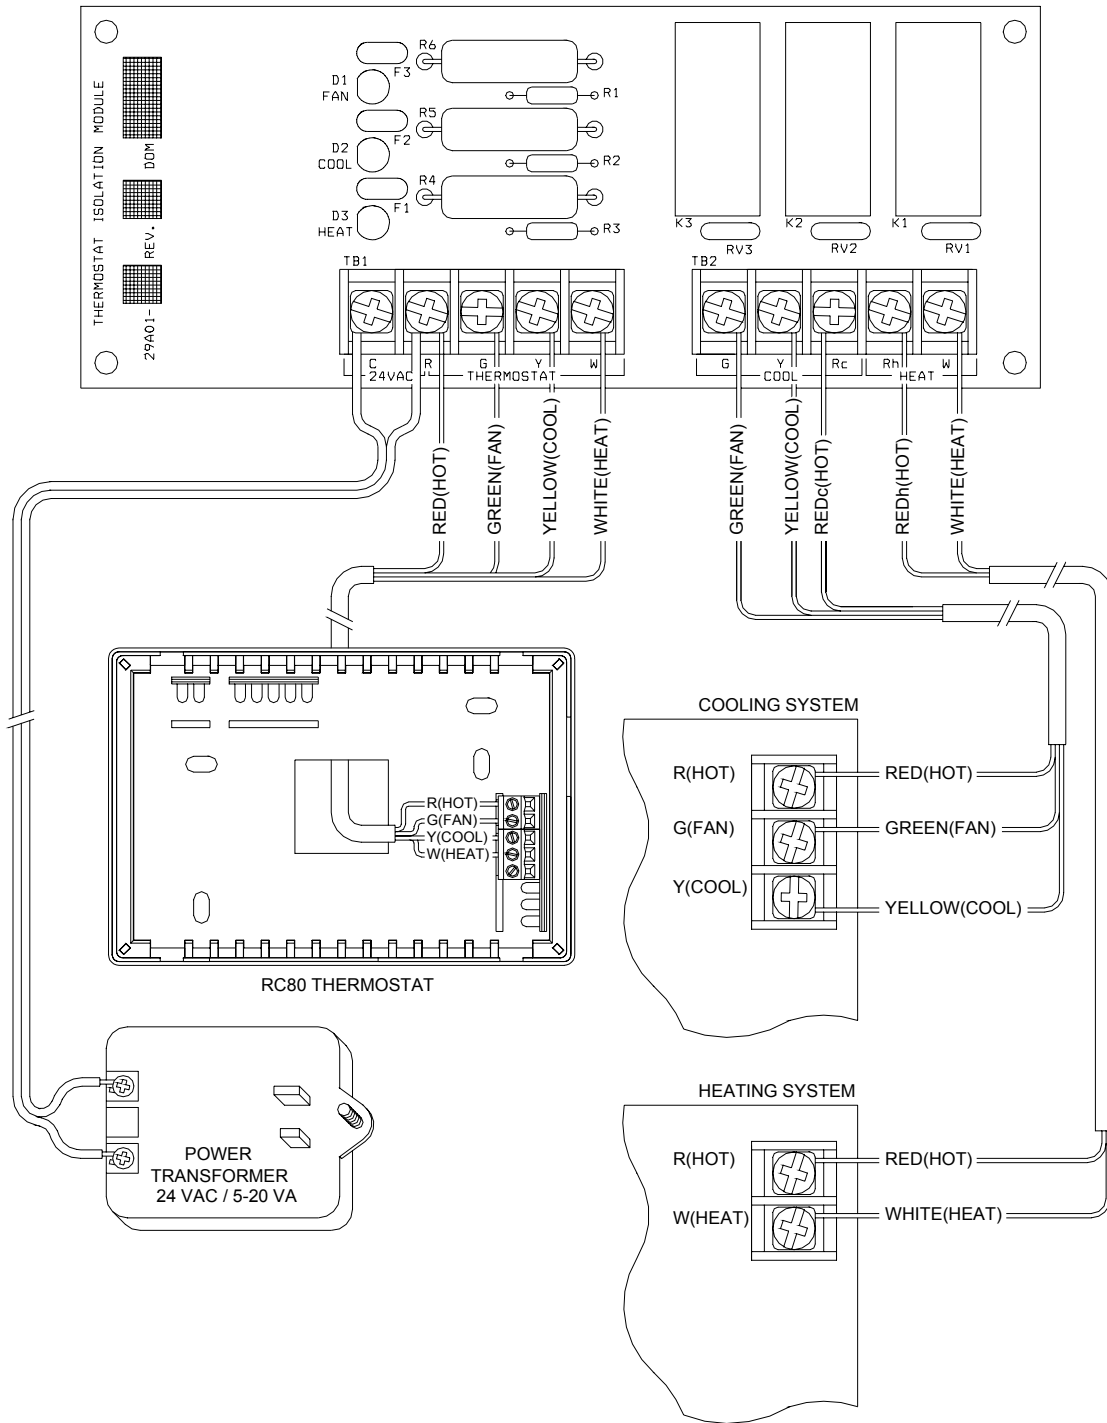 THERMOSTAT ISOLATION MODULE
29A01-
REV.
DOM
R6
F3
D1
FAN
R1
R5
F2
D2
COOL
R2
R4
F1
D3
HEAT
R3
K3
RV3
K2
RV2
K1
RV1
TB1
C
R
G
Y
W
24VAC
THERMOSTAT
TB2
G
Y
Rc
Rh
W
COOL
HEAT
RED(HOT)
GREEN(FAN)
YELLOW(COOL)
WHITE(HEAT)
GREEN(FAN)
YELLOW(COOL)
REDc(HOT)
REDh(HOT)
WHITE(HEAT)
R(HOT)
G(FAN)
Y(COOL)
W(HEAT)
RC80 THERMOSTAT
COOLING SYSTEM
R(HOT)
RED(HOT)
G(FAN)
GREEN(FAN)
Y(COOL)
YELLOW(COOL)
POWER
TRANSFORMER
24 VAC / 5-20 VA
HEATING SYSTEM
R(HOT)
RED(HOT)
W(HEAT)
WHITE(HEAT)